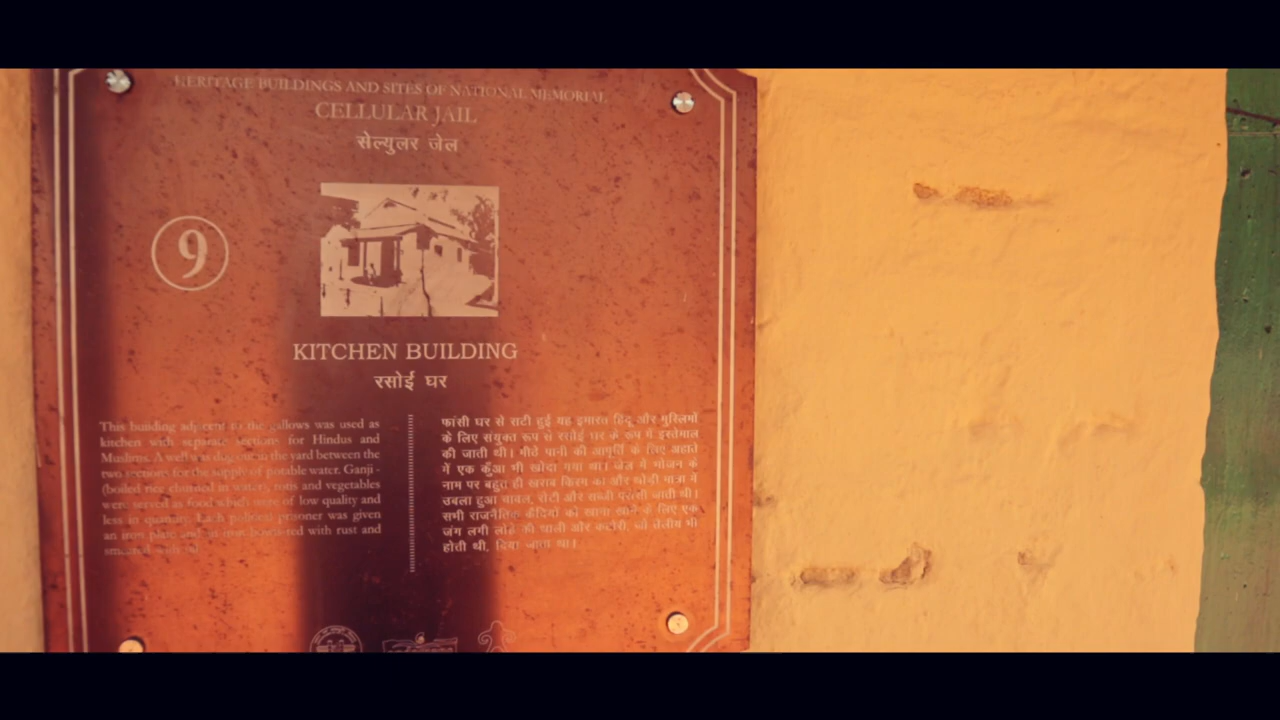 HERITAGE BUILDINGS AND SITES OF NATIONAL MEMORIAL
CELLULAR JAIL
सेल्युलर जेल
9
KITCHEN BUILDING
रसोई घर
This building adjacent to the gallows was used as
kitchen with separate sections for Hindus and
Muslims. A well was dug out in the yard between the
two sections for the supply of potable water. Ganji -
(boiled rice churned in water), rotis and vegetables
were served as food which were of low quality and
less in quantity. Each political prisoner was given
an iron plate and an iron bowl with rust and
smeared with oil
फांसी घर से सटी हुई यह इमारत हिंदू और मुस्लिमों
के लिए संयुक्त रूप से रसोई घर के रूप में इस्तेमाल
की जाती थी। मीठे पानी की आपूर्ति के लिए अहाते
में एक कुँआ भी खोदा गया था। जेल में भोजन के
नाम पर बहुत ही खराब किस्म का और थोड़ी मात्रा में
उबला हुआ चावल, रोटी और सब्जी परोसी जाती थी।
सभी राजनैतिक कैदियों को खाना खाने के लिए एक
जंग लगी लोहे की थाली और कटोरी, जो तेलीय भी
होती थी, दिया जाता था।